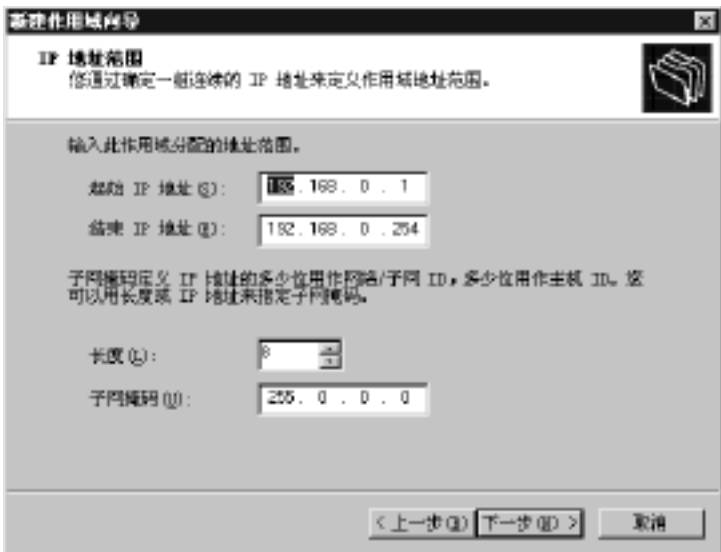 新建作用域向导
IP 地址范围
您通过确定一组连续的 IP 地址来定义作用域地址范围。
输入此作用域分配的地址范围。
起始 IP 地址(S): 192 . 168 . 0 . 1
结束 IP 地址(E): 192 . 168 . 0 . 254
子网掩码定义 IP 地址的多少位用作网络/子网 ID,多少位用作主机 ID。您
可以用长度或 IP 地址来指定子网掩码。
长度(L): 8
子网掩码(U): 255 . 0 . 0 . 0
< 上一步(B) 下一步(N) > 取消